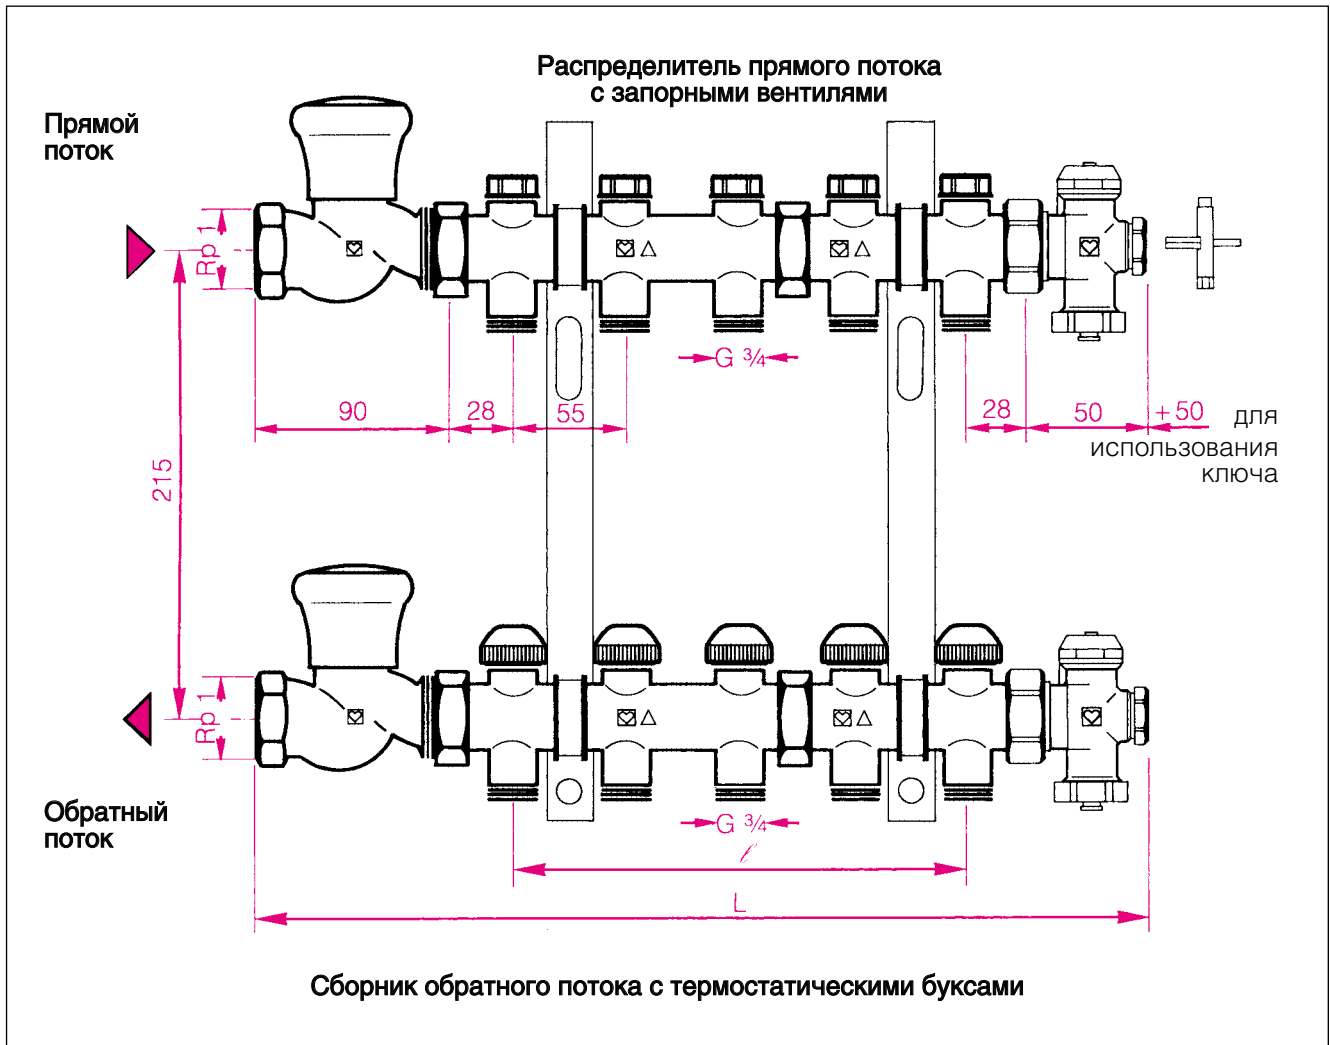 Распределитель прямого потока
с запорными вентилями
Прямой
поток
Rp 1
G 3/4
90
28
55
28
50
+50
для
использования
ключа
215
Rp 1
Обратный
поток
G 3/4
ℓ
L
Сборник обратного потока с термостатическими буксами